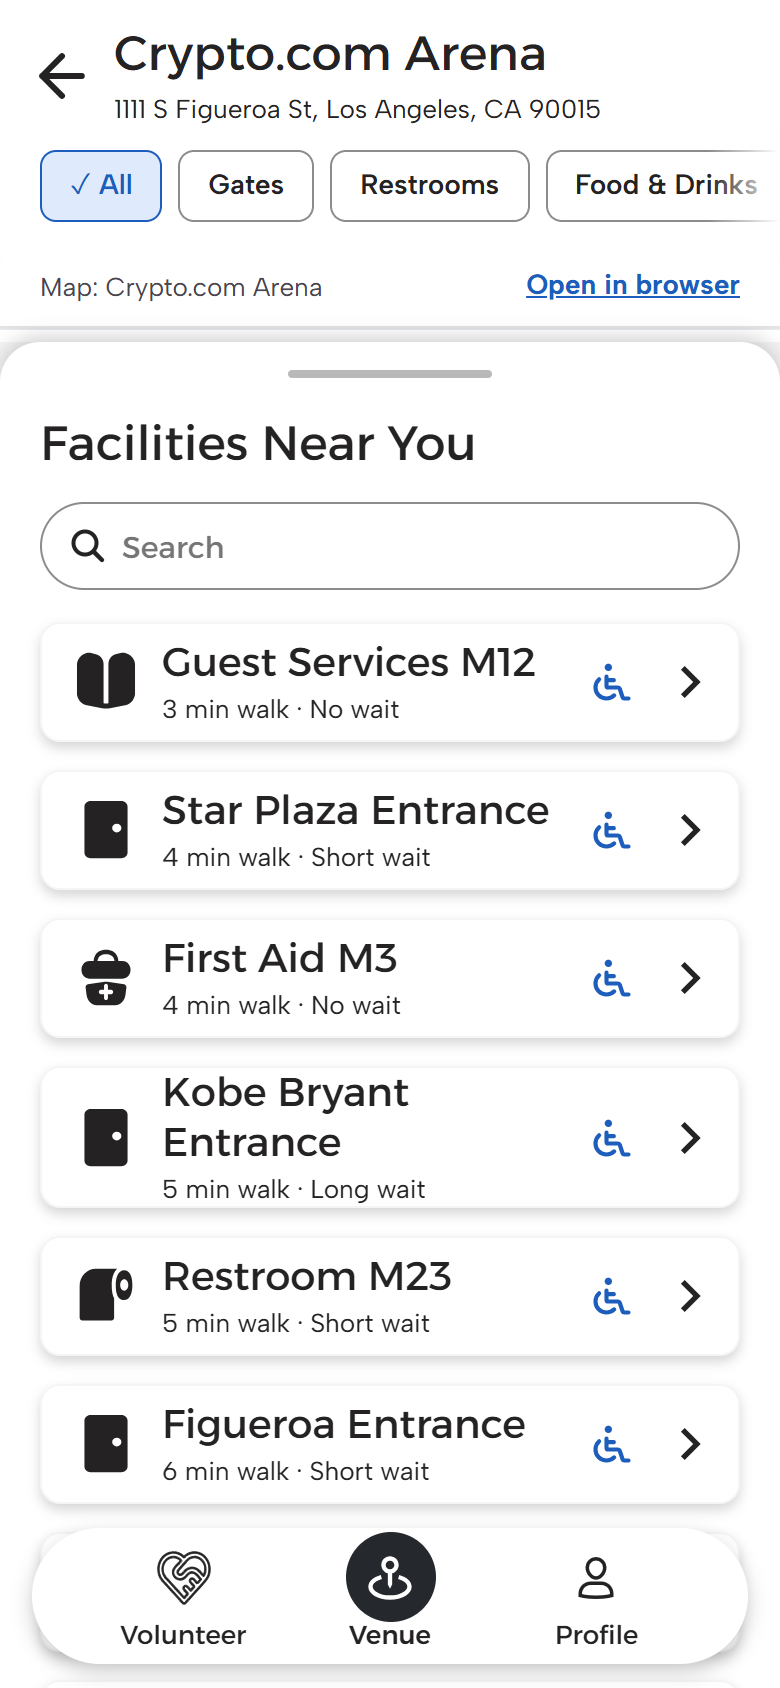 Crypto.com Arena
1111 S Figueroa St, Los Angeles, CA 90015
✓ All
Gates
Restrooms
Food & Drinks
Map: Crypto.com Arena
Open in browser
Facilities Near You
Search
Guest Services M12
3 min walk · No wait
Star Plaza Entrance
4 min walk · Short wait
First Aid M3
4 min walk · No wait
Kobe Bryant
Entrance
5 min walk · Long wait
Restroom M23
5 min walk · Short wait
Figueroa Entrance
6 min walk · Short wait
Volunteer
Venue
Profile